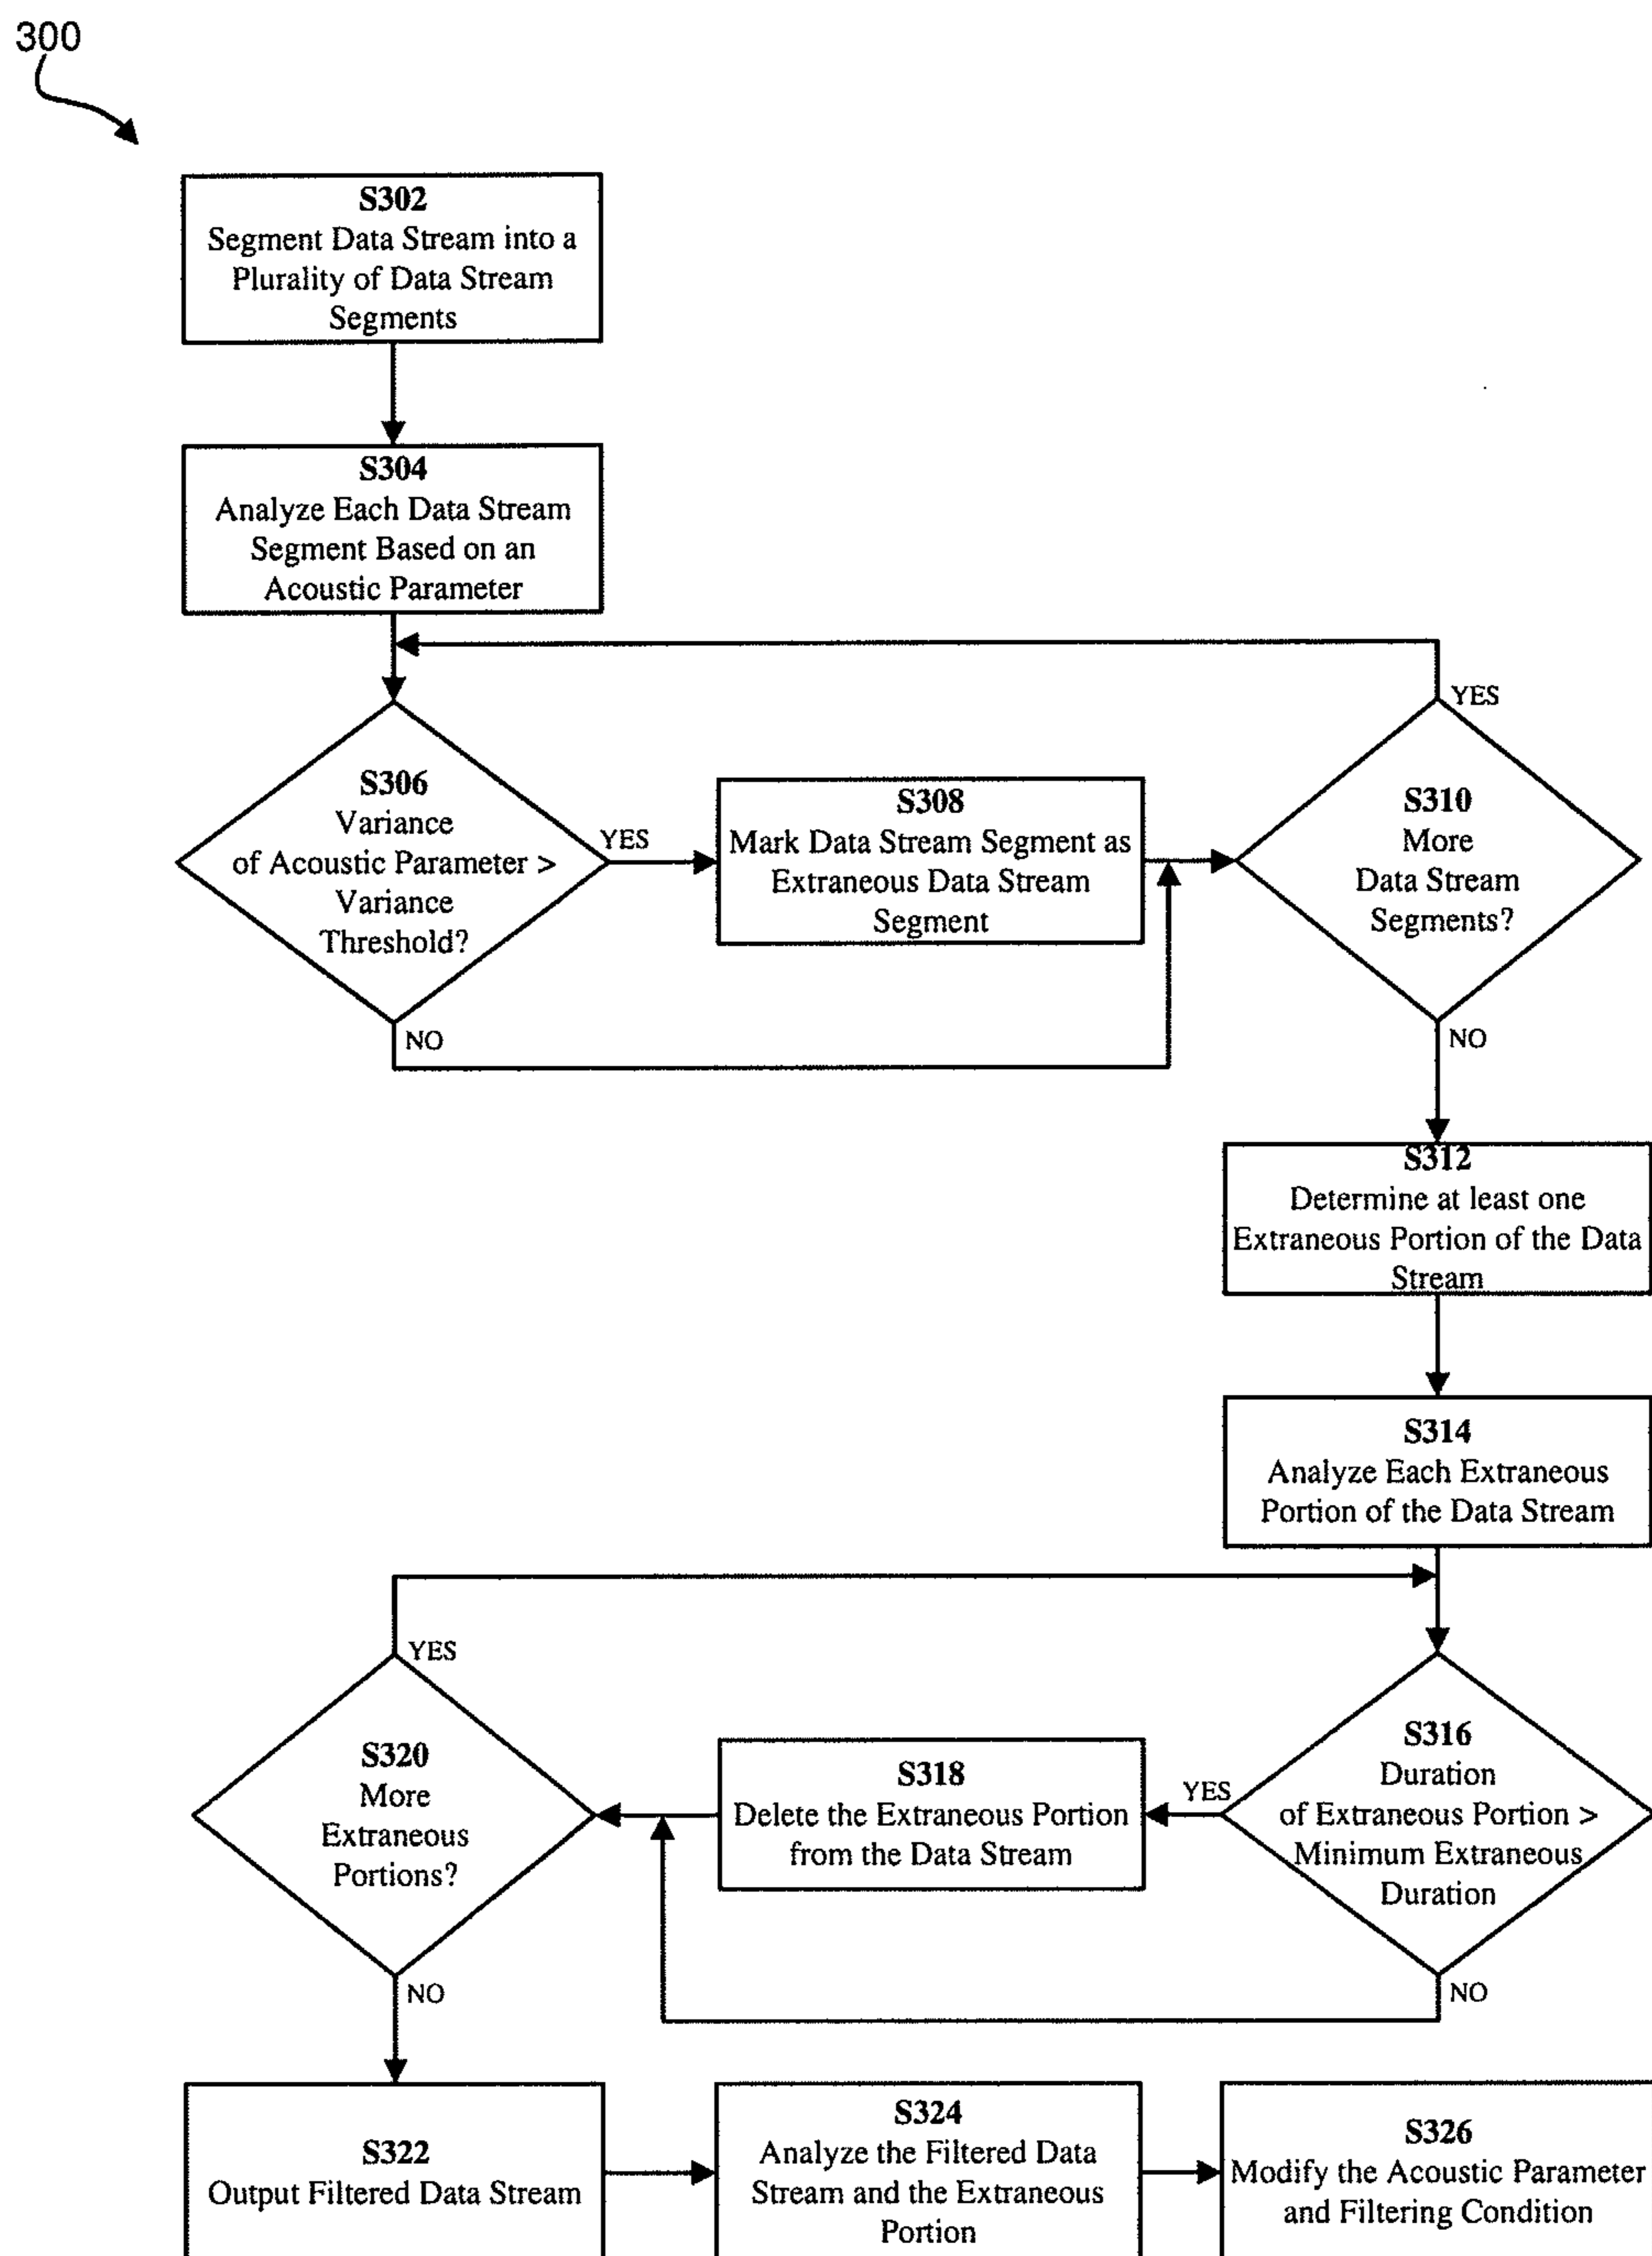 300
S302
Segment Data Stream into a
Plurality of Data Stream
Segments
S304
Analyze Each Data Stream
Segment Based on an
Acoustic Parameter
S306
Variance
of Acoustic Parameter >
Variance
Threshold?
YES
NO
S308
Mark Data Stream Segment as
Extraneous Data Stream
Segment
S310
More
Data Stream
Segments?
YES
NO
S312
Determine at least one
Extraneous Portion of the Data
Stream
S314
Analyze Each Extraneous
Portion of the Data Stream
S316
Duration
of Extraneous Portion >
Minimum Extraneous
Duration
YES
NO
S318
Delete the Extraneous Portion
from the Data Stream
S320
More
Extraneous
Portions?
YES
NO
S322
Output Filtered Data Stream
S324
Analyze the Filtered Data
Stream and the Extraneous
Portion
S326
Modify the Acoustic Parameter
and Filtering Condition